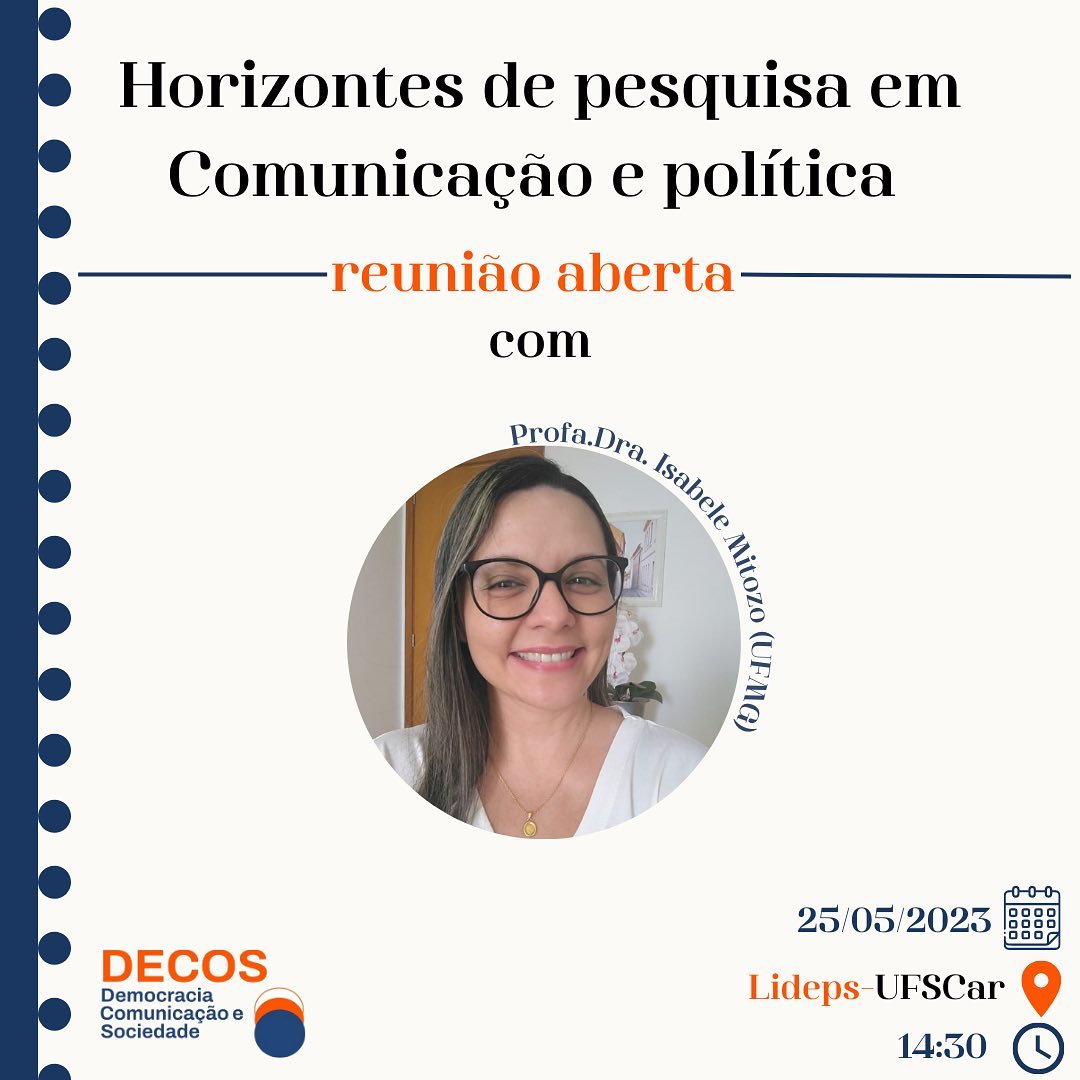 Horizontes de pesquisa em
Comunicação e política
reunião aberta
com
Profa.Dra. Isabele Mitozo (UFMG)
25/05/2023
Lideps-UFSCar
14:30
DECOS
Democracia
Comunicação e
Sociedade